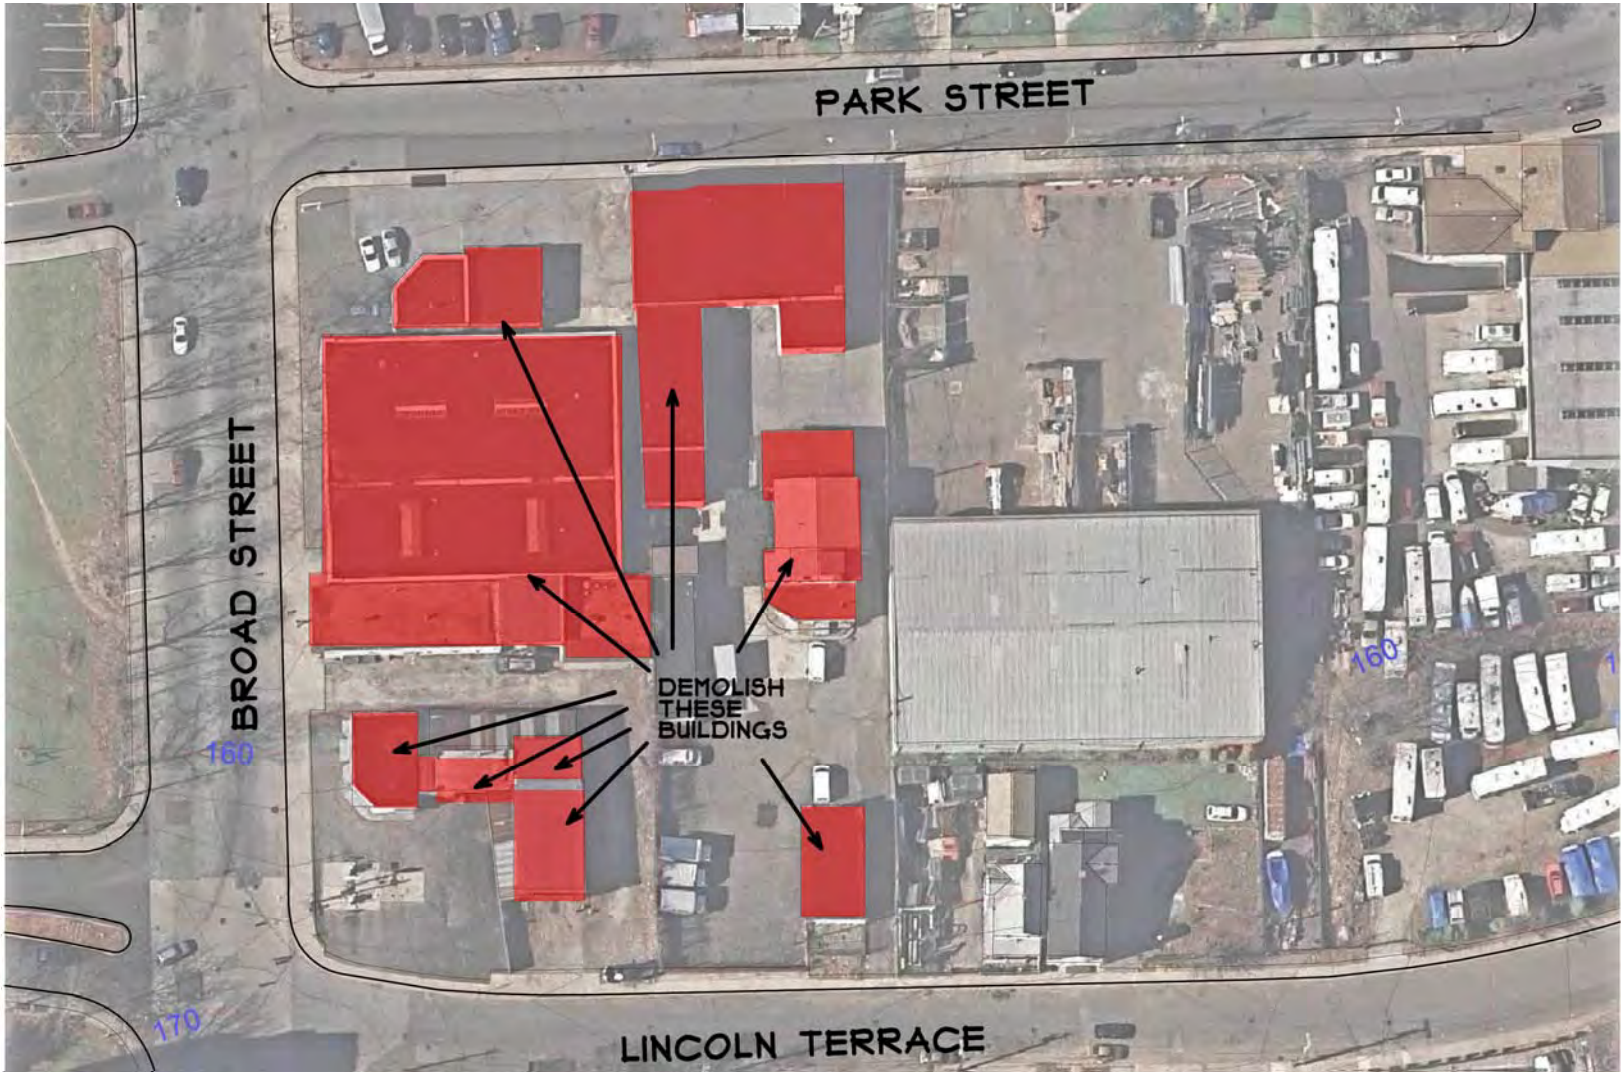 PARK STREET
BROAD STREET
DEMOLISH
THESE
BUILDINGS
160
160
170
LINCOLN TERRACE